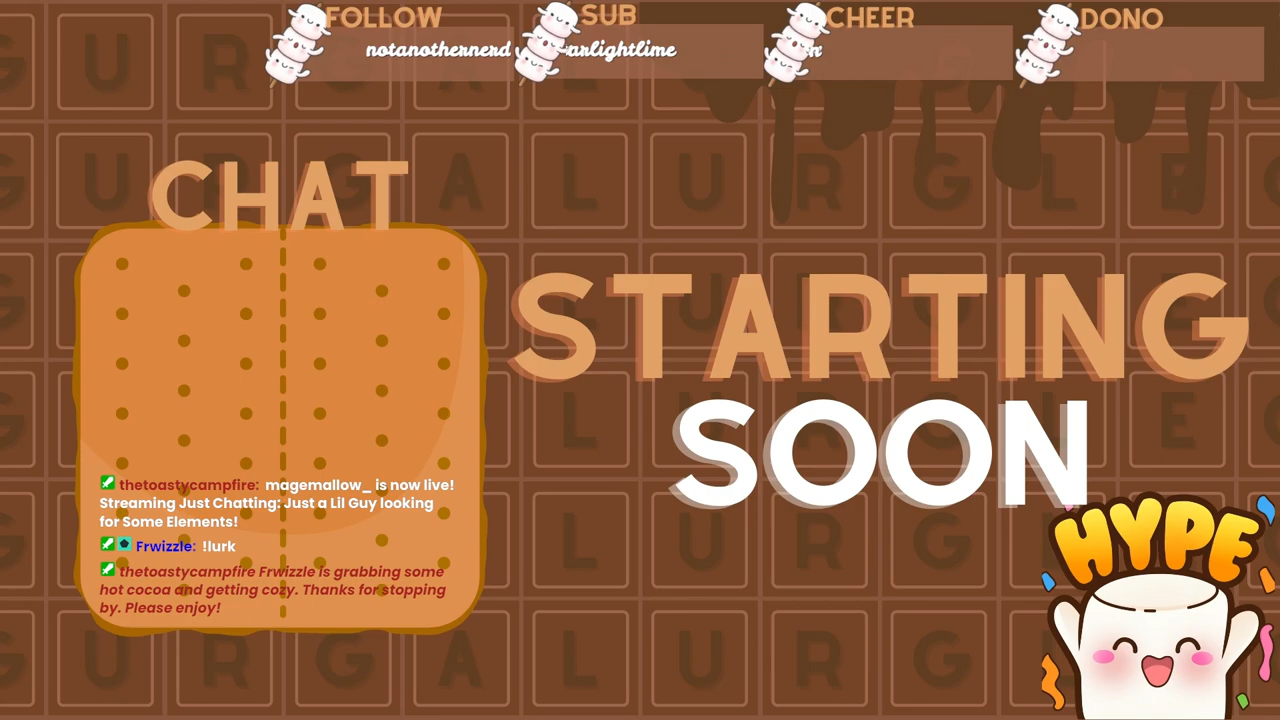 FOLLOW
SUB
CHEER
DONO
notanothernerd
arlightlime
CHAT
STARTING
SOON
thetoastycampfire: magemallow_ is now live!
Streaming Just Chatting: Just a Lil Guy looking
for Some Elements!
Frwizzle: !lurk
thetoastycampfire Frwizzle is grabbing some
hot cocoa and getting cozy. Thanks for stopping
by. Please enjoy!
HYPE